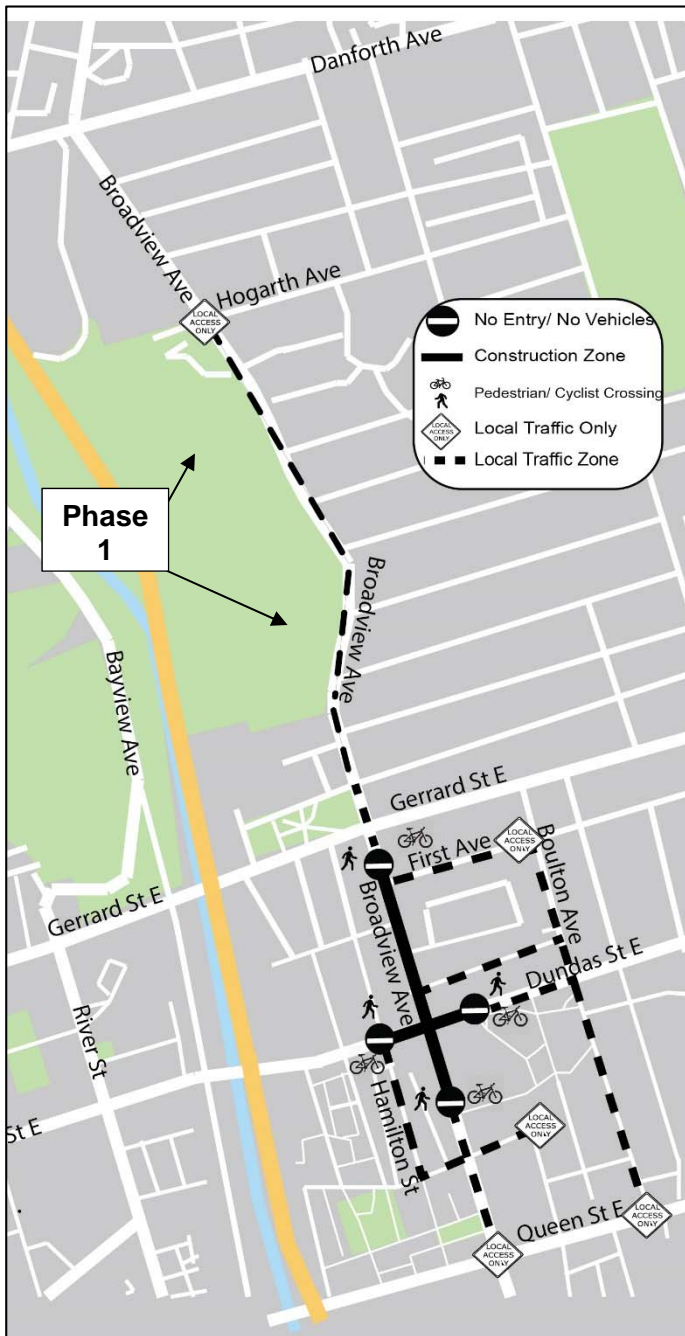 Danforth Ave
Broadview Ave
Hogarth Ave
LOCAL
ACCESS
ONLY
No Entry/ No Vehicles
Construction Zone
Pedestrian/ Cyclist Crossing
LOCAL
ACCESS
ONLY
Local Traffic Only
Local Traffic Zone
Phase
1
Broadview Ave
Bayview Ave
Gerrard St E
LOCAL
ACCESS
ONLY
First Ave
Boulton Ave
Gerrard St E
Broadview Ave
Dundas St E
River St
Hamilton St
St E
LOCAL
ACCESS
ONLY
Queen St E
LOCAL
ACCESS
ONLY
LOCAL
ACCESS
ONLY